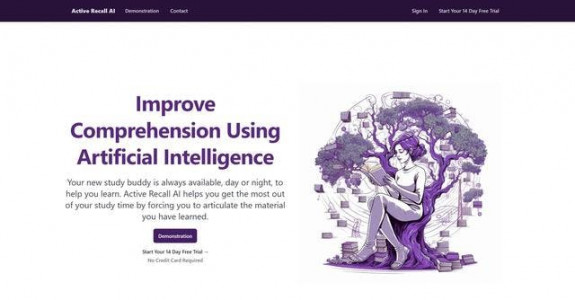 Active Recall AI Demonstration Contact Sign In Start Your 14 Day Free Trial
Improve
Comprehension Using
Artificial Intelligence
Your new study buddy is always available, day or night, to
help you learn. Active Recall AI helps you get the most out
of your study time by forcing you to articulate the material
you have learned.
Demonstration
Start Your 14 Day Free Trial →
No Credit Card Required